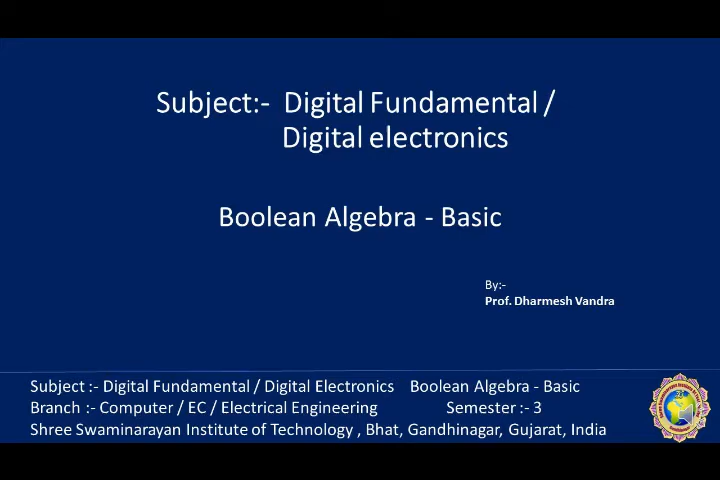 Subject:- Digital Fundamental /
Digital electronics
Boolean Algebra - Basic
By:-
Prof. Dharmesh Vandra
Subject :- Digital Fundamental / Digital Electronics Boolean Algebra - Basic
Branch :- Computer / EC / Electrical Engineering Semester :- 3
Shree Swaminarayan Institute of Technology , Bhat, Gandhinagar, Gujarat, India